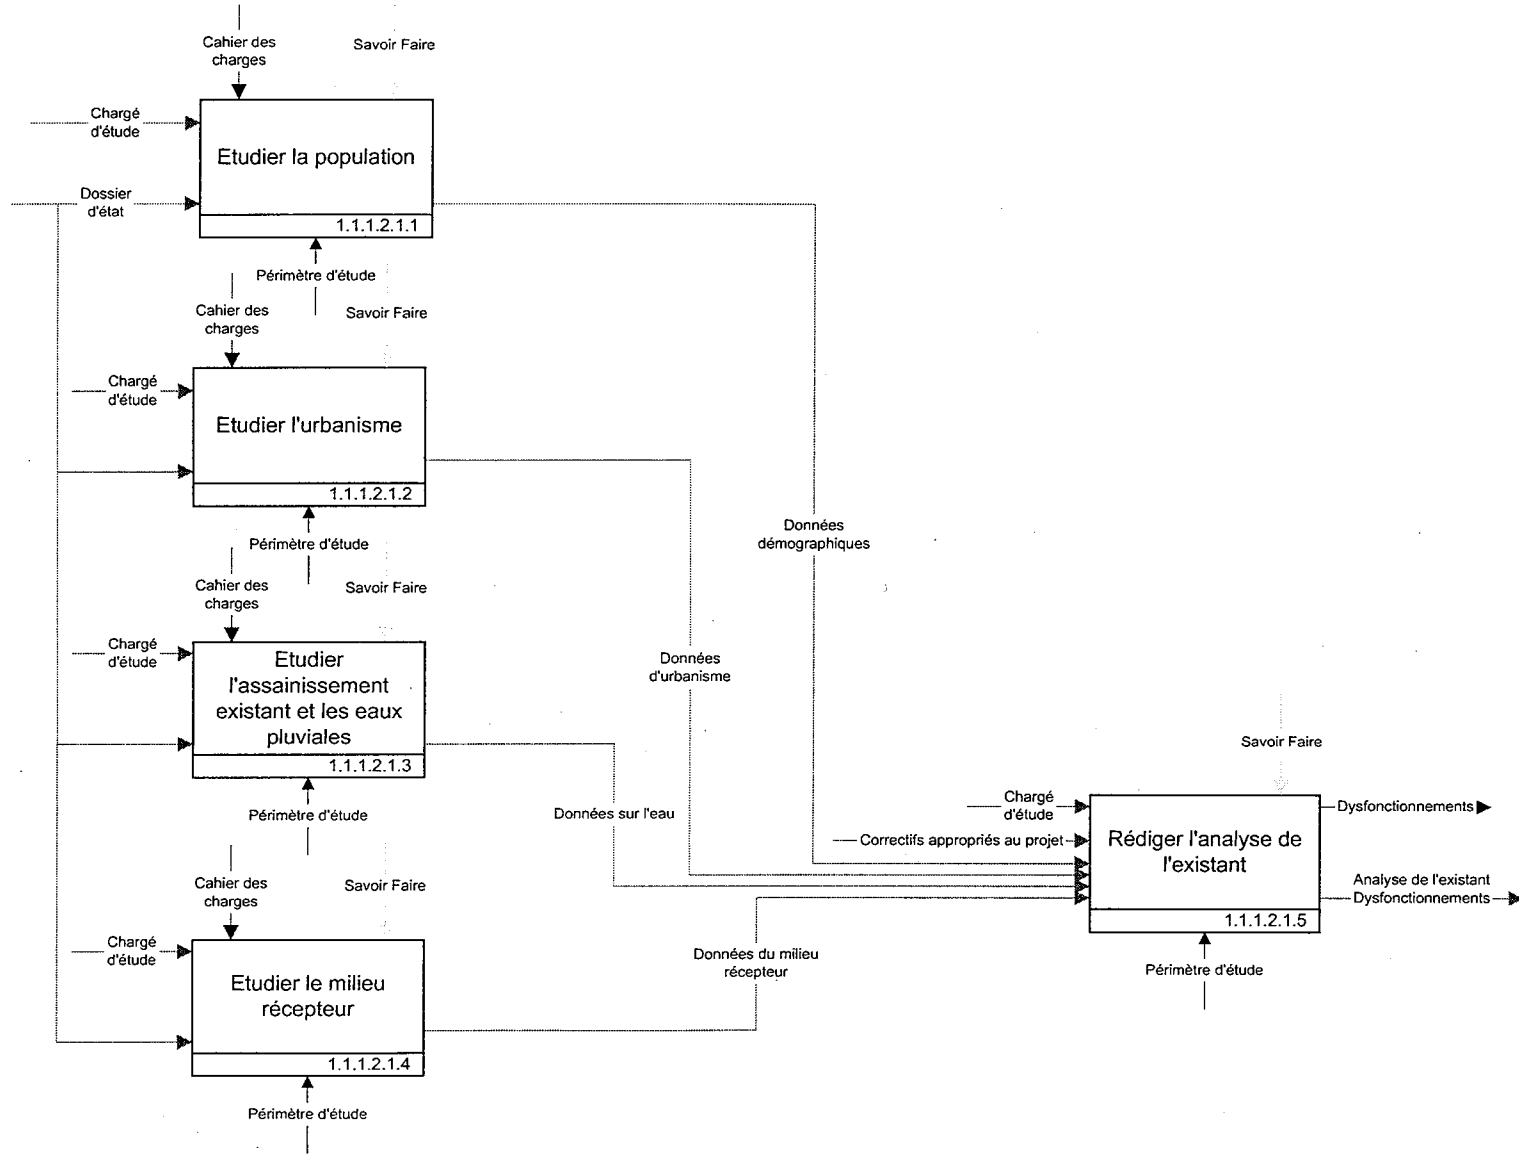 Cahier des
charges
Savoir Faire
Chargé
d'étude
Etudier la population
Dossier
d'état
1.1.1.2.1.1
Périmètre d'étude
Cahier des
charges
Savoir Faire
Chargé
d'étude
Etudier l'urbanisme
1.1.1.2.1.2
Périmètre d'étude
Données
démographiques
Cahier des
charges
Savoir Faire
Chargé
d'étude
Etudier
l'assainissement
existant et les eaux
pluviales
1.1.1.2.1.3
Données
d'urbanisme
Périmètre d'étude
Données sur l'eau
Savoir Faire
Chargé
d'étude
Correctifs appropriés au projet
Rédiger l'analyse de
l'existant
1.1.1.2.1.5
Dysfonctionnements
Analyse de l'existant
Dysfonctionnements
Périmètre d'étude
Cahier des
charges
Savoir Faire
Chargé
d'étude
Etudier le milieu
récepteur
1.1.1.2.1.4
Données du milieu
récepteur
Périmètre d'étude